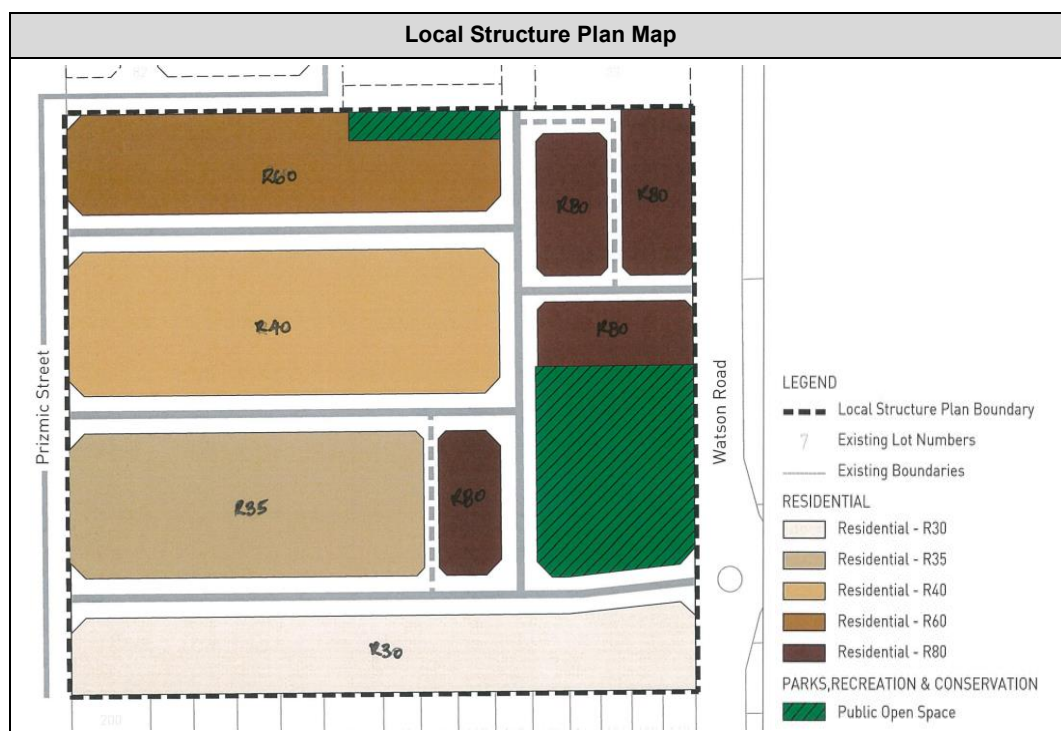 Local Structure Plan Map
R60
R80
R80
R40
R80
R35
R80
R30
Prizmic Street
Watson Road
LEGEND
Local Structure Plan Boundary
7 Existing Lot Numbers
Existing Boundaries
RESIDENTIAL
Residential - R30
Residential - R35
Residential - R40
Residential - R60
Residential - R80
PARKS,RECREATION & CONSERVATION
Public Open Space
200